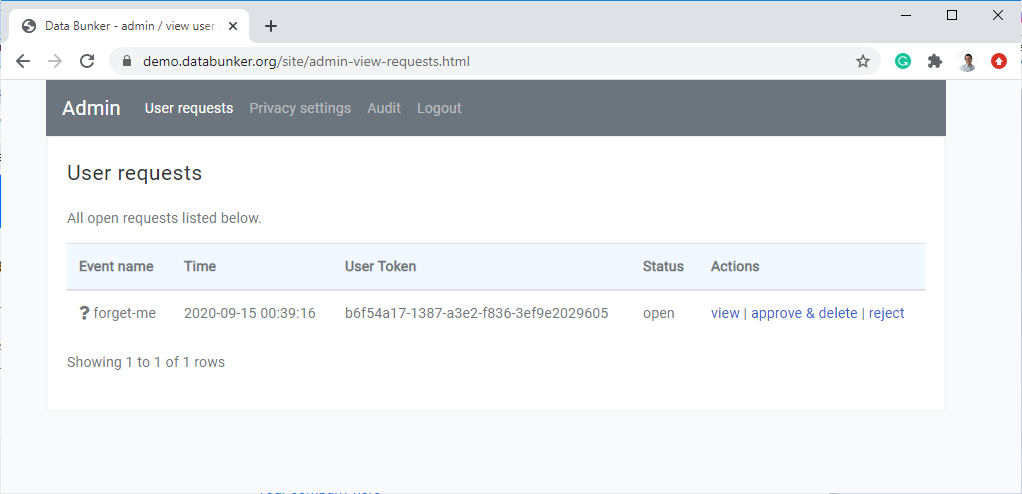 Data Bunker - admin / view user
demo.databunker.org/site/admin-view-requests.html
Admin User requests Privacy settings Audit Logout
User requests
All open requests listed below.
Event name Time User Token Status Actions
? forget-me 2020-09-15 00:39:16 b6f54a17-1387-a3e2-f836-3ef9e2029605 open view | approve & delete | reject
Showing 1 to 1 of 1 rows